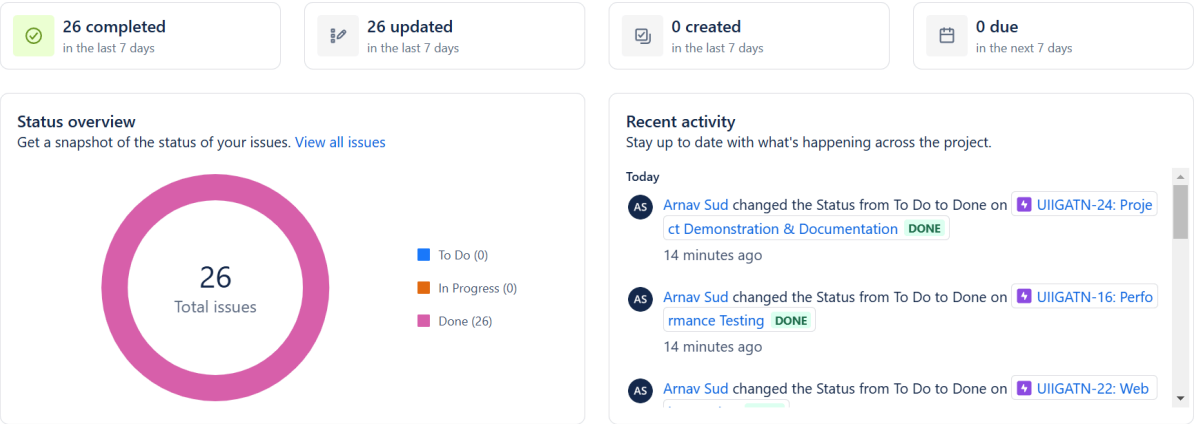 26 completed
in the last 7 days
26 updated
in the last 7 days
0 created
in the last 7 days
0 due
in the next 7 days
Status overview
Get a snapshot of the status of your issues. View all issues
26
Total issues
To Do (0)
In Progress (0)
Done (26)
Recent activity
Stay up to date with what's happening across the project.
Today
AS
Arnav Sud changed the Status from To Do to Done on UIIGATN-24: Proje
ct Demonstration & Documentation DONE
14 minutes ago
AS
Arnav Sud changed the Status from To Do to Done on UIIGATN-16: Perfo
rmance Testing DONE
14 minutes ago
AS
Arnav Sud changed the Status from To Do to Done on UIIGATN-22: Web